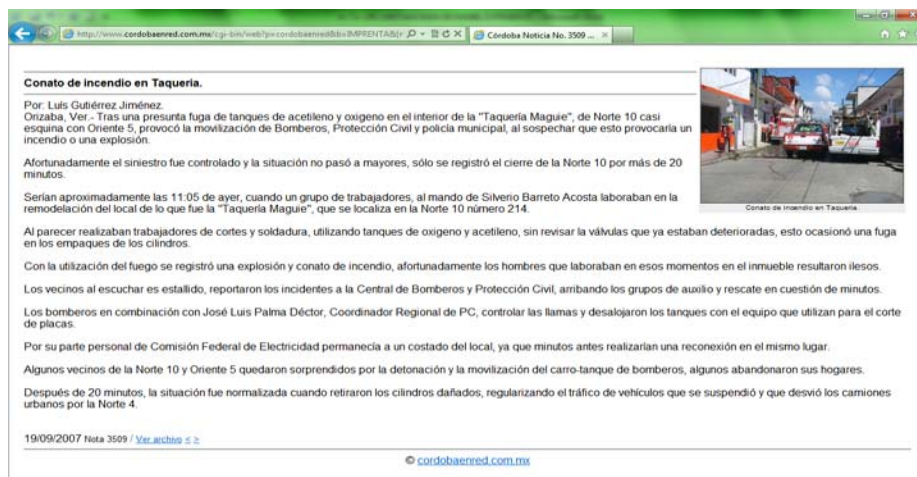 http://www.cordobaenred.com.mx/cgi-bin/web?p=cordobaenred&b=IMPRENTA&
Córdoba Noticia No. 3509 ...
Conato de incendio en Taqueria.
Por: Luís Gutiérrez Jiménez.
Orizaba, Ver.- Tras una presunta fuga de tanques de acetileno y oxigeno en el interior de la "Taquería Maguie", de Norte 10 casi
esquina con Oriente 5, provocó la movilización de Bomberos, Protección Civil y policía municipal, al sospechar que esto provocaría un
incendio o una explosión.
Afortunadamente el siniestro fue controlado y la situación no pasó a mayores, sólo se registró el cierre de la Norte 10 por más de 20
minutos.
Serían aproximadamente las 11:05 de ayer, cuando un grupo de trabajadores, al mando de Silverio Barreto Acosta laboraban en la
remodelación del local de lo que fue la "Taquería Maguie", que se localiza en la Norte 10 número 214.
Conato de incendio en Taqueria.
Al parecer realizaban trabajadores de cortes y soldadura, utilizando tanques de oxigeno y acetileno, sin revisar la válvulas que ya estaban deterioradas, esto ocasionó una fuga
en los empaques de los cilindros.
Con la utilización del fuego se registró una explosión y conato de incendio, afortunadamente los hombres que laboraban en esos momentos en el inmueble resultaron ilesos.
Los vecinos al escuchar es estallido, reportaron los incidentes a la Central de Bomberos y Protección Civil, arribando los grupos de auxilio y rescate en cuestión de minutos.
Los bomberos en combinación con José Luis Palma Déctor, Coordinador Regional de PC, controlar las llamas y desalojaron los tanques con el equipo que utilizan para el corte
de placas.
Por su parte personal de Comisión Federal de Electricidad permanecía a un costado del local, ya que minutos antes realizarían una reconexión en el mismo lugar.
Algunos vecinos de la Norte 10 y Oriente 5 quedaron sorprendidos por la detonación y la movilización del carro-tanque de bomberos, algunos abandonaron sus hogares.
Después de 20 minutos, la situación fue normalizada cuando retiraron los cilindros dañados, regularizando el tráfico de vehículos que se suspendió y que desvió los camiones
urbanos por la Norte 4.
19/09/2007 Nota 3509 / Ver archivo < >
© cordobaenred.com.mx